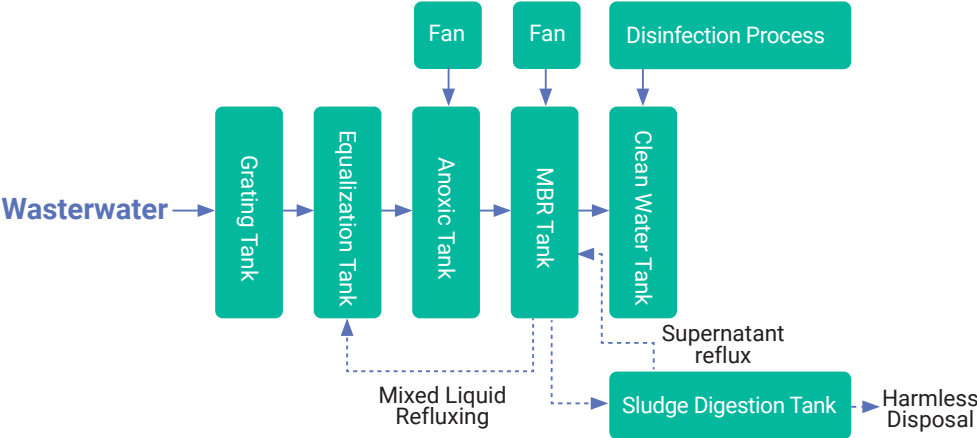 Fan
Fan
Disinfection Process
Wasterwater
Grating Tank
Equalization Tank
Anoxic Tank
MBR Tank
Clean Water Tank
Supernatant
reflux
Mixed Liquid
Refluxing
Sludge Digestion Tank
Harmless
Disposal